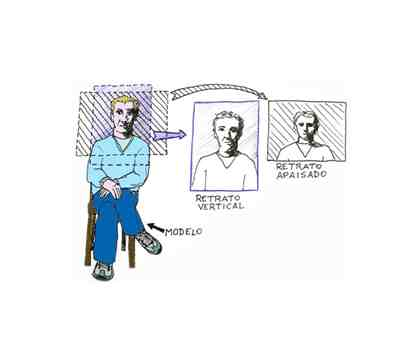 RETRATO
VERTICAL
RETRATO
APAISADO
MODELO